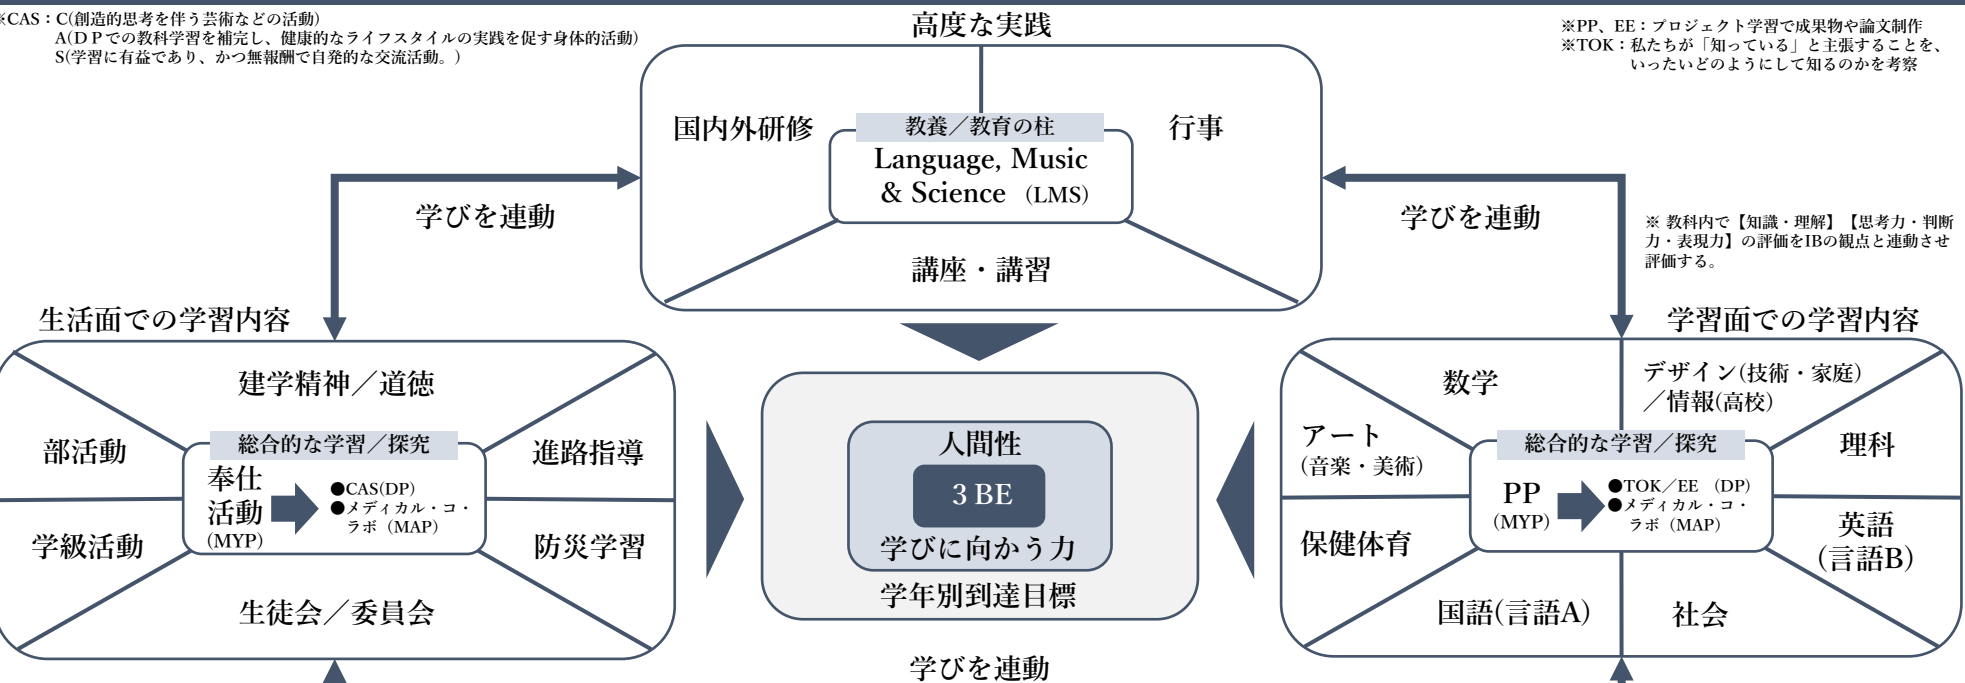 ※CAS：C(創造的思考を伴う芸術などの活動）
A(ＤＰでの教科学習を補完し、健康的なライフスタイルの実践を促す身体的活動)
S(学習に有益であり、かつ無報酬で自発的な交流活動。)
高度な実践
※PP、EE：プロジェクト学習で成果物や論文制作
※TOK：私たちが「知っている」と主張することを、
いったいどのようにして知るのかを考察
国内外研修
教養／教育の柱
Language, Music
& Science （LMS）
行事
講座・講習
学びを連動
学びを連動
※ 教科内で【知識・理解】【思考力・判断
力・表現力】の評価をIBの観点と連動させ
評価する。
生活面での学習内容
建学精神／道徳
部活動
総合的な学習／探究
奉仕
活動
(MYP)
●CAS(DP)
●メディカル・コ・
ラボ（MAP）
進路指導
学級活動
防災学習
生徒会／委員会
人間性
３BE
学びに向かう力
学年別到達目標
学びを連動
学習面での学習内容
数学
デザイン(技術・家庭)
／情報(高校)
アート
(音楽・美術)
総合的な学習／探究
PP
(MYP)
●TOK／EE （DP）
●メディカル・コ・
ラボ（MAP）
理科
保健体育
英語
(言語B)
国語(言語A)
社会